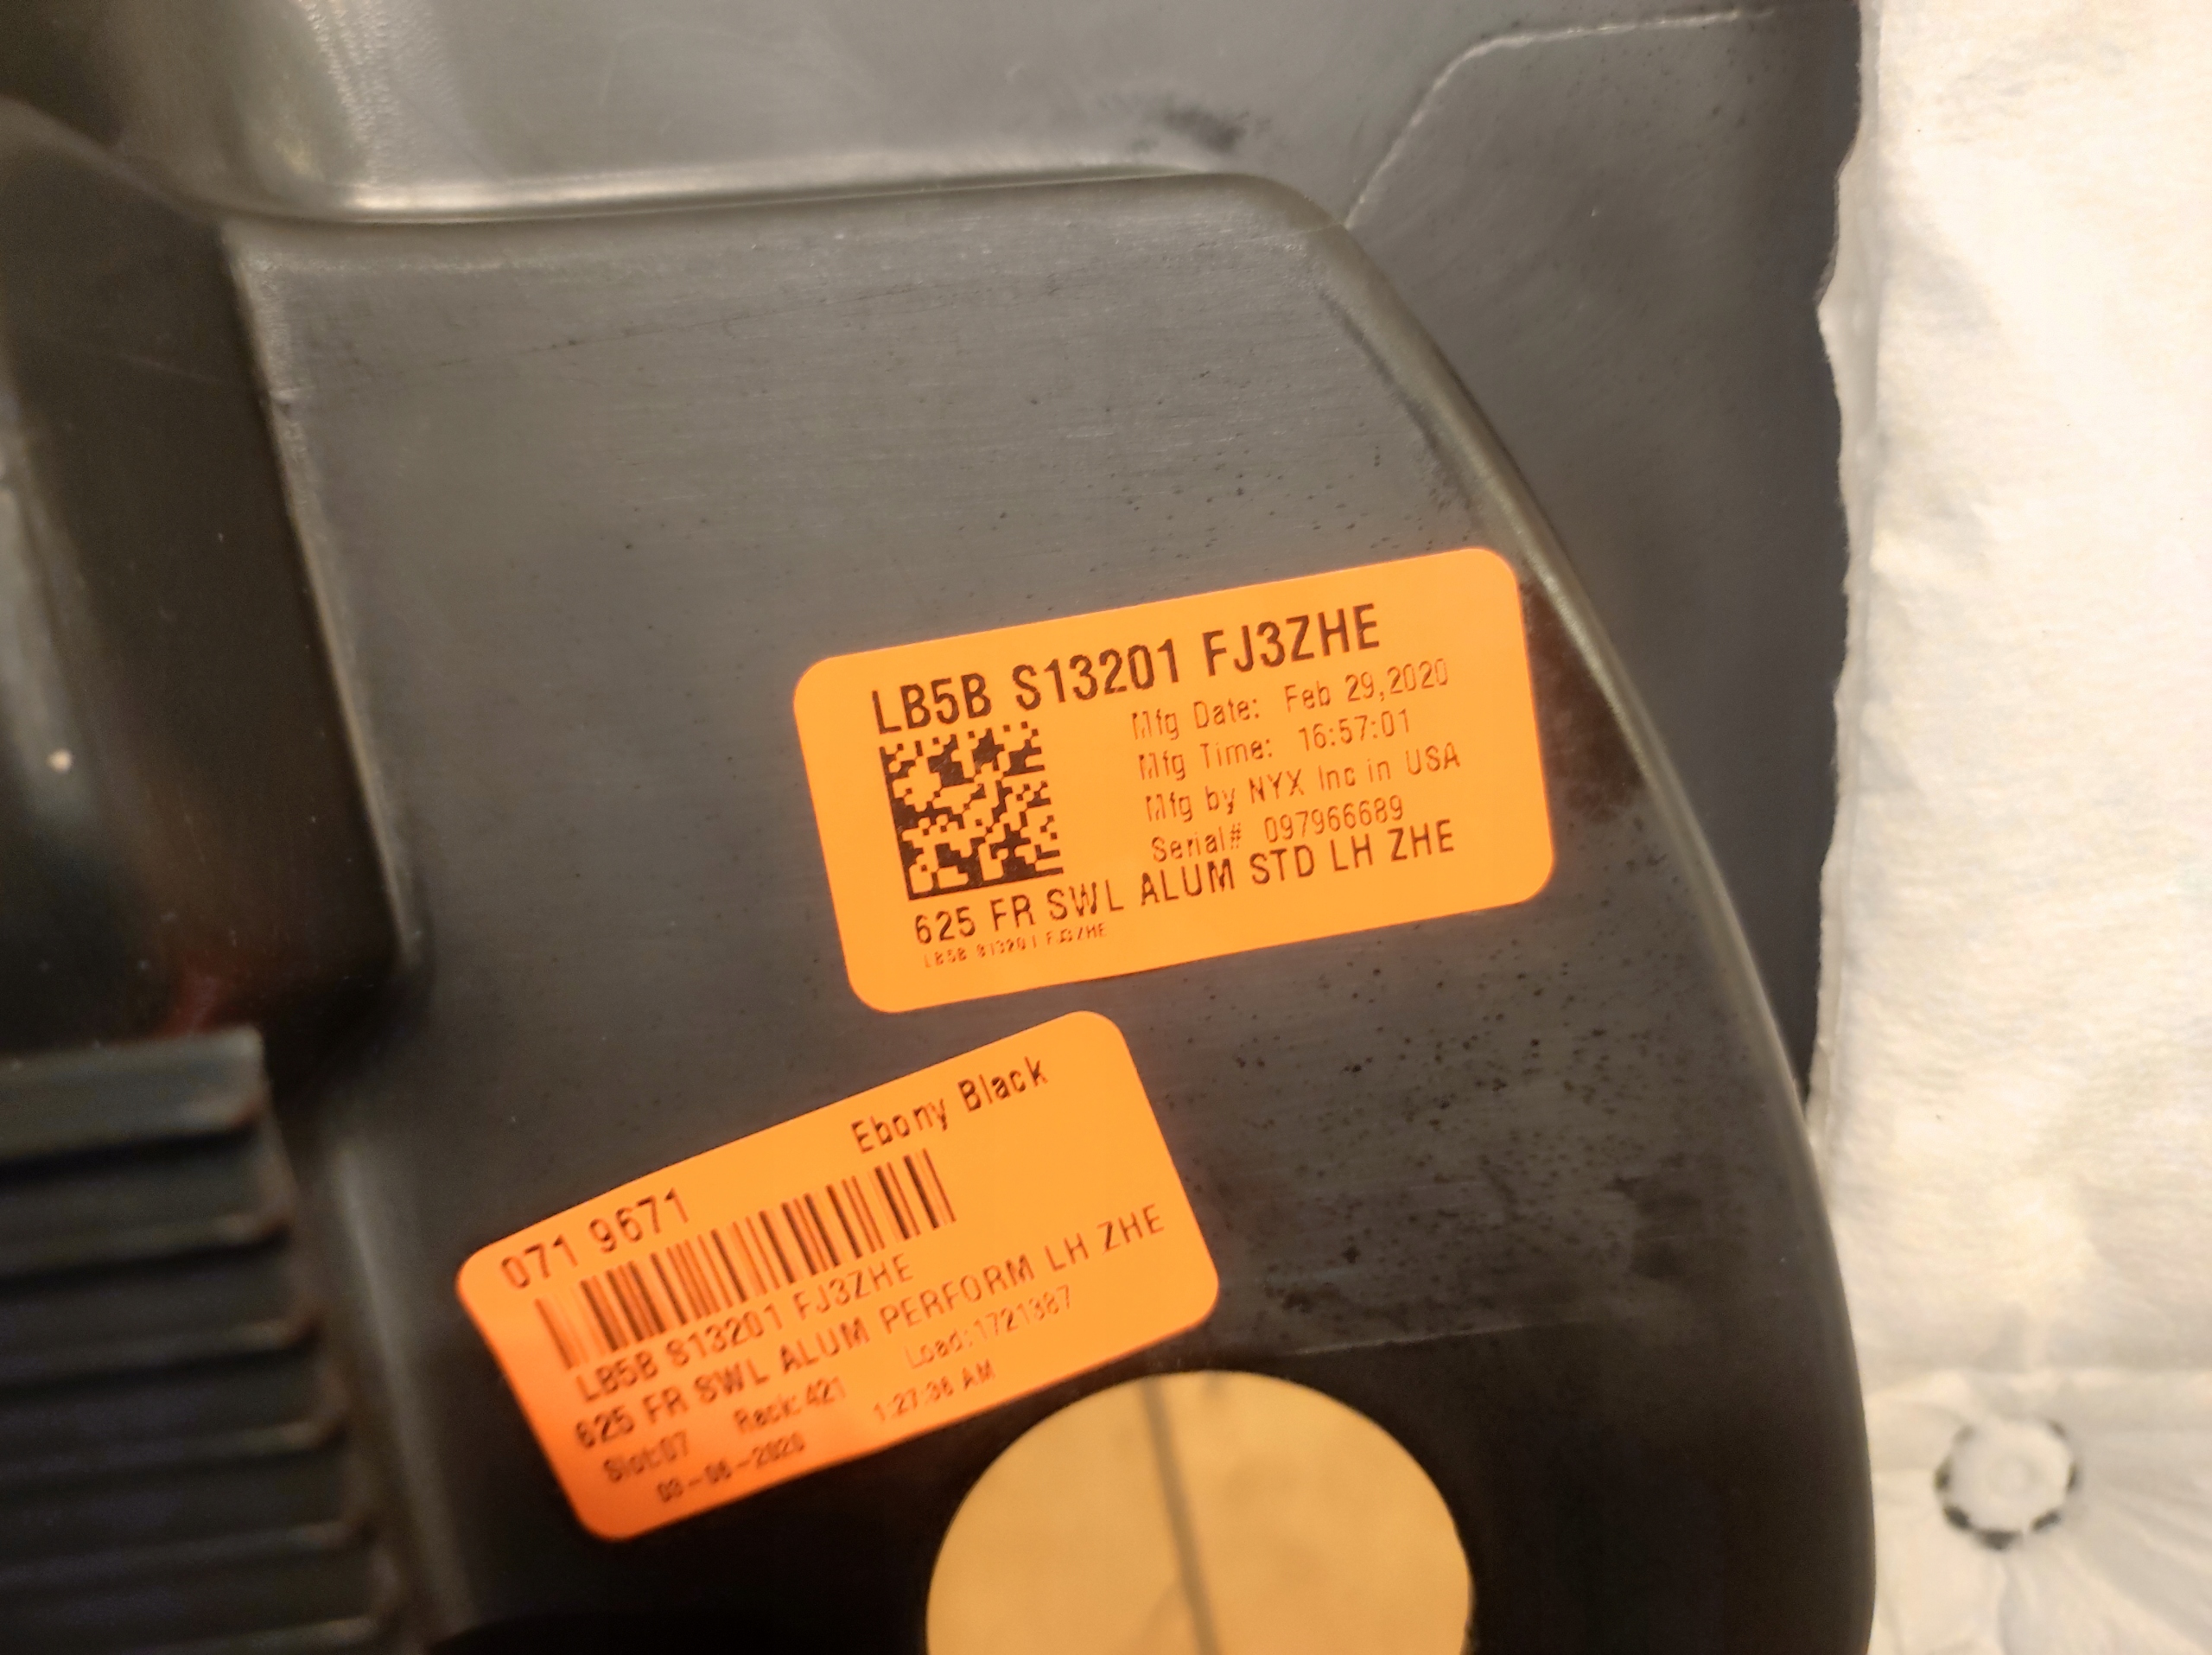 LB5B S13201 FJ3ZHE
Mfg Date: Feb 29,2020
Mfg Time: 16:57:01
Mfg by NYX Inc in USA
Serial# 097966689
625 FR SWL ALUM STD LH ZHE
LB5B S13201 FJ3ZHE
071 9671 Ebony Black
LB5B S13201 FJ3ZHE
625 FR SWL ALUM PERFORM LH ZHE
Slot:07 Rack:421 Load:1721387
03-06-2020 1:27:36 AM